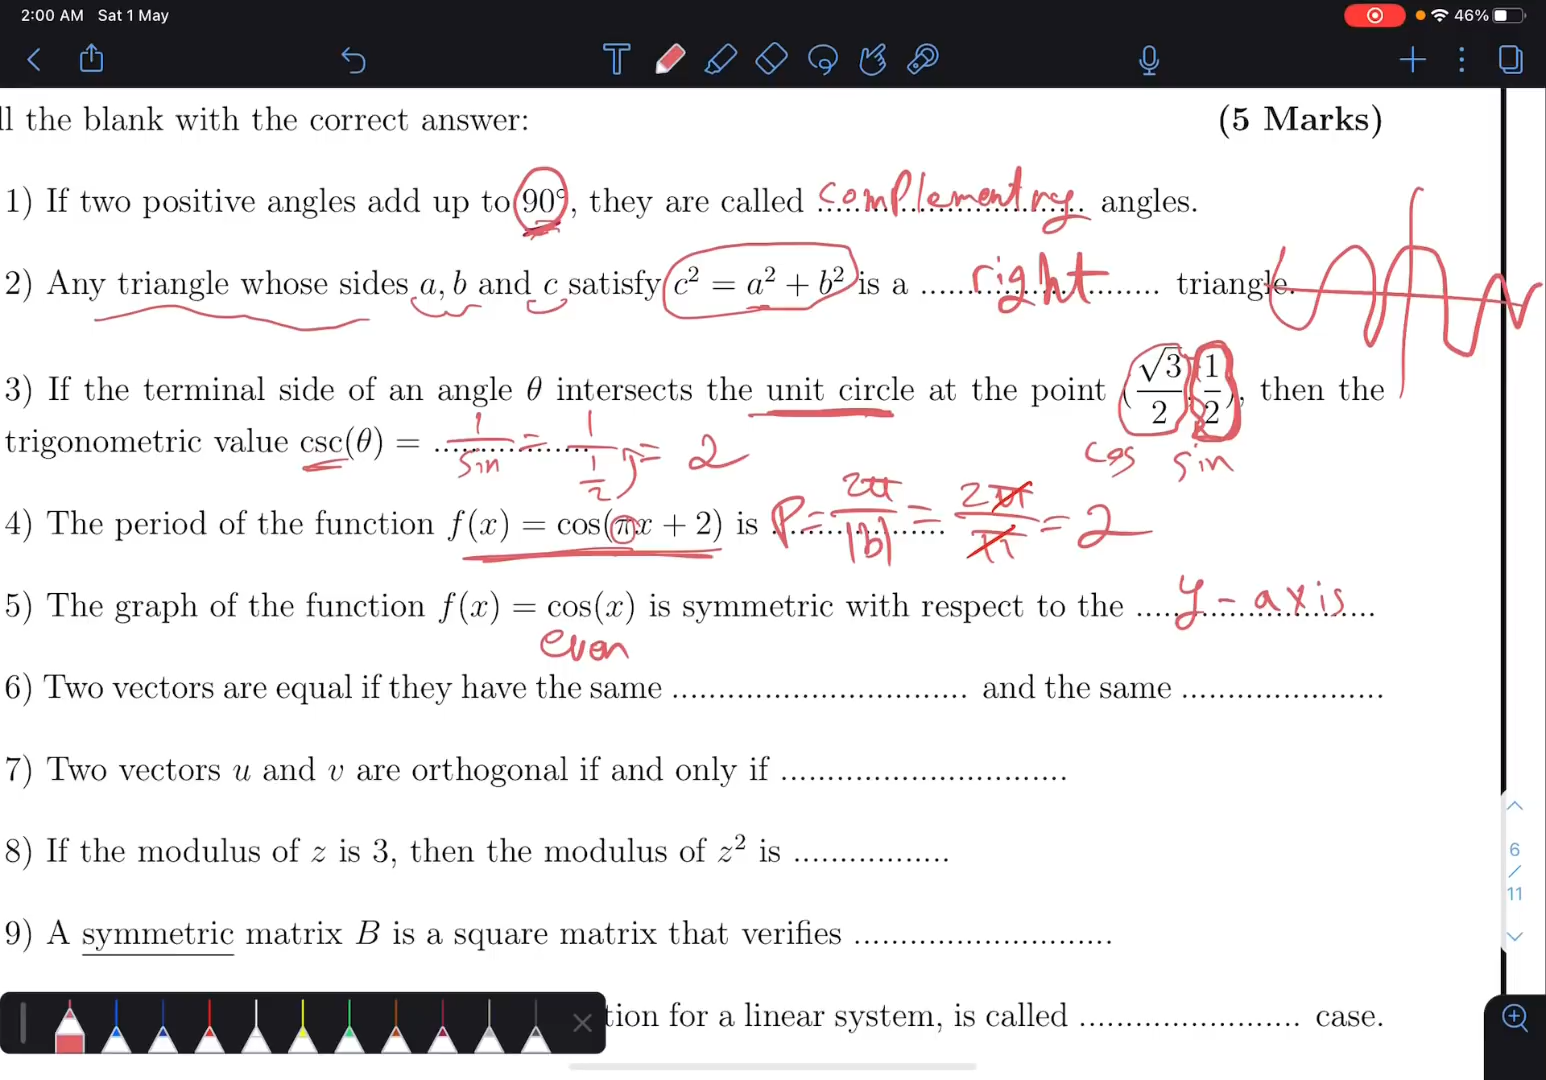 2:00 AM Sat 1 May
46%
ll the blank with the correct answer: (5 Marks)
1) If two positive angles add up to 90°, they are called complementry angles.
2) Any triangle whose sides a, b and c satisfy c² = a² + b² is a right triangle.
3) If the terminal side of an angle θ intersects the unit circle at the point (√3/2, 1/2), then the
trigonometric value csc(θ) = 1/sin = 1/(1/2) = 2
cos sin
4) The period of the function f(x) = cos(πx + 2) is P = 2π/|b| = 2π/π = 2
5) The graph of the function f(x) = cos(x) is symmetric with respect to the y-axis
even
6) Two vectors are equal if they have the same ................................ and the same ......................
7) Two vectors u and v are orthogonal if and only if ...............................
8) If the modulus of z is 3, then the modulus of z² is .................
9) A symmetric matrix B is a square matrix that verifies ............................
tion for a linear system, is called ........................ case.
6
/
11